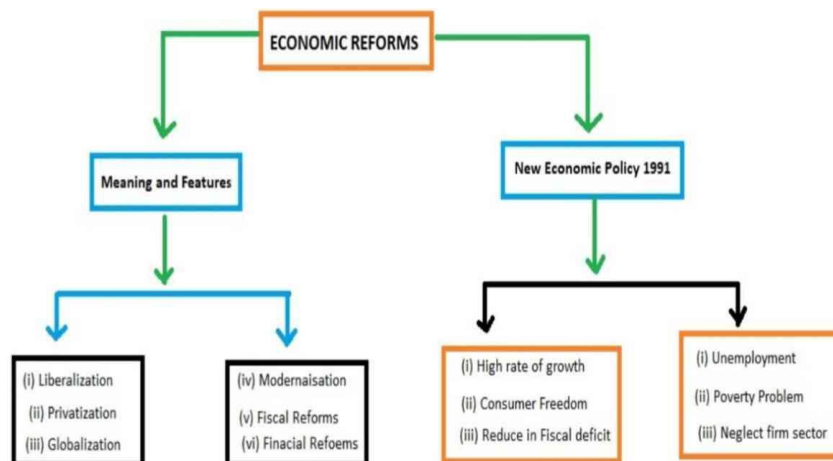 ECONOMIC REFORMS
Meaning and Features
New Economic Policy 1991
(i) Liberalization
(ii) Privatization
(iii) Globalization
(iv) Modernaisation
(v) Fiscal Reforms
(vi) Finacial Refoems
(i) High rate of growth
(ii) Consumer Freedom
(iii) Reduce in Fiscal deficit
(i) Unemployment
(ii) Poverty Problem
(iii) Neglect firm sector